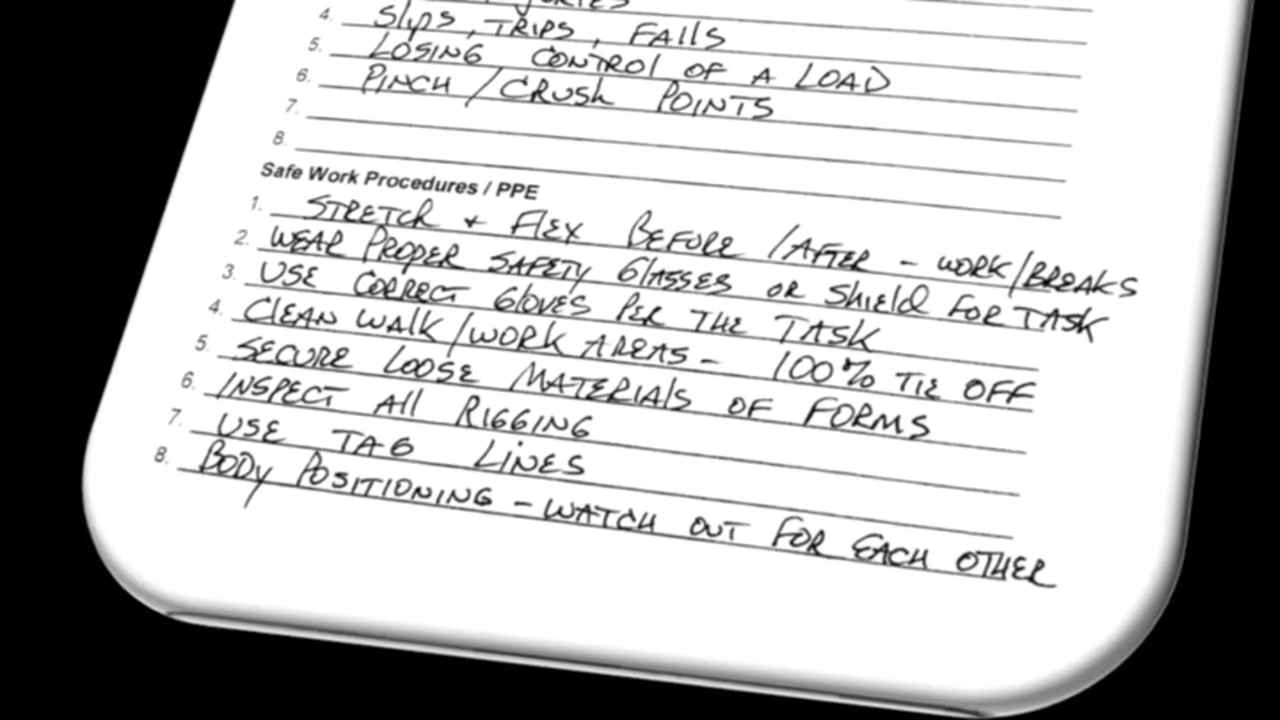 4. Slips, TRIPS, FAllS
5. LOSING CONTROl OF A LOAD
6. PINCH / CRUSh POINTS
7.
8.
Safe Work Procedures / PPE
1. STRETCh + FlEX BEFORE / AFTER - WORK/BREAKS
2. WEAR PROPER SAFETY GlASSES OR ShiEld FOR TASK
3. USE CORRECT GlOVES PER THE TASK
4. ClEAN WAlK / WORK AREAS - 100% TIE OFF
5. SECURE LOOSE MATERIAlS OF FORMS
6. INSPECT All RIGGING
7. USE TAG LINES
8. BODY POSITIONING - WATCH OUT FOR EACH OTHER